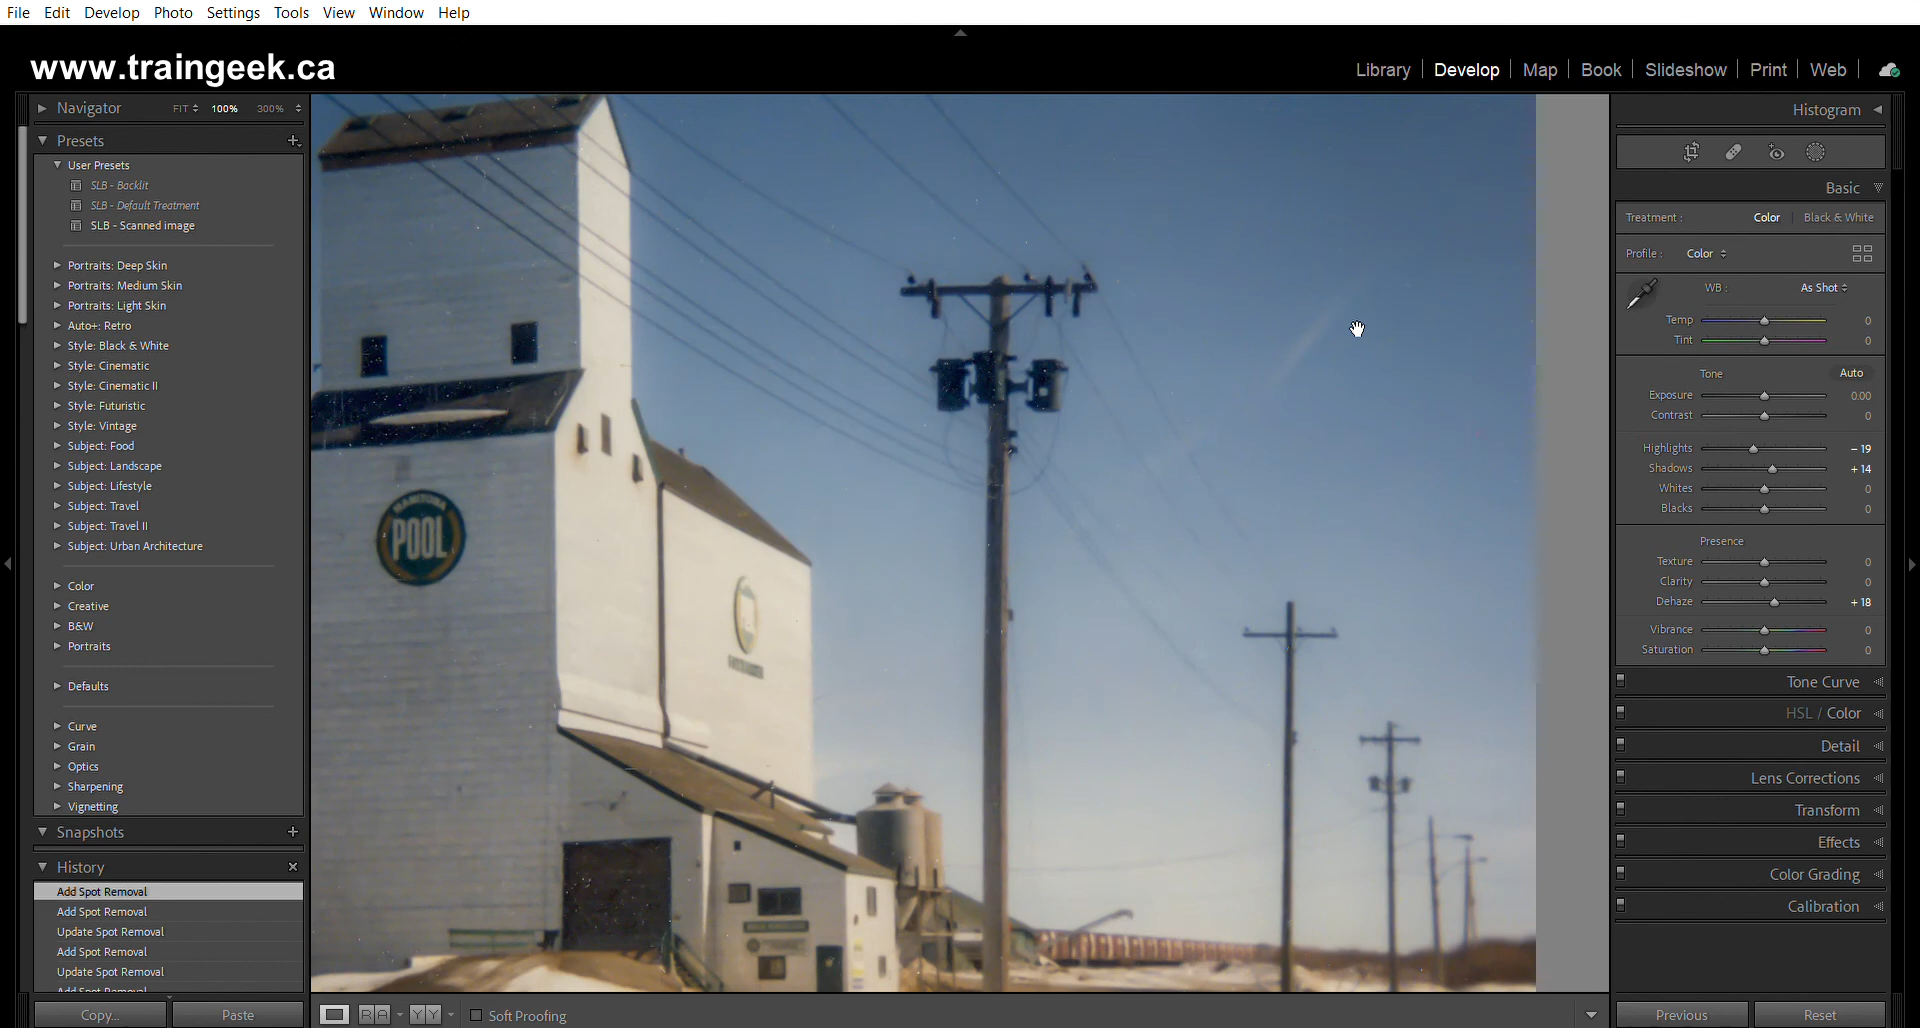 File Edit Develop Photo Settings Tools View Window Help
www.traingeek.ca
Library Develop Map Book Slideshow Print Web
Navigator FIT 100% 300%
Presets
User Presets
SLB - Backlit
SLB - Default Treatment
SLB - Scanned image
Portraits: Deep Skin
Portraits: Medium Skin
Portraits: Light Skin
Auto+: Retro
Style: Black & White
Style: Cinematic
Style: Cinematic II
Style: Futuristic
Style: Vintage
Subject: Food
Subject: Landscape
Subject: Lifestyle
Subject: Travel
Subject: Travel II
Subject: Urban Architecture
Color
Creative
B&W
Portraits
Defaults
Curve
Grain
Optics
Sharpening
Vignetting
Snapshots
History
Add Spot Removal
Add Spot Removal
Update Spot Removal
Add Spot Removal
Update Spot Removal
Add Spot Removal
Copy... Paste
MANITOBA
POOL
Soft Proofing
Histogram
Basic
Treatment : Color Black & White
Profile : Color
WB : As Shot
Temp 0
Tint 0
Tone Auto
Exposure 0.00
Contrast 0
Highlights – 19
Shadows + 14
Whites 0
Blacks 0
Presence
Texture 0
Clarity 0
Dehaze + 18
Vibrance 0
Saturation 0
Tone Curve
HSL / Color
Detail
Lens Corrections
Transform
Effects
Color Grading
Calibration
Previous Reset